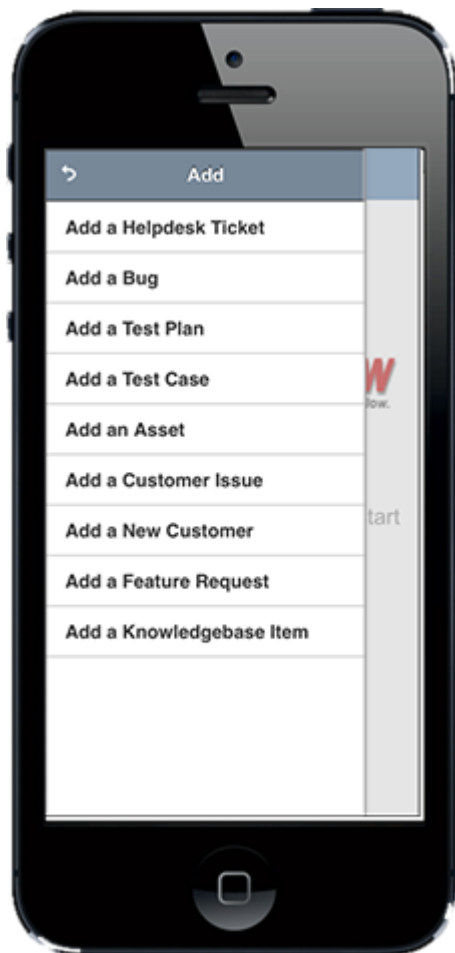 Add
Add a Helpdesk Ticket
Add a Bug
Add a Test Plan
Add a Test Case
Add an Asset
Add a Customer Issue
Add a New Customer
Add a Feature Request
Add a Knowledgebase Item
W
low.
tart